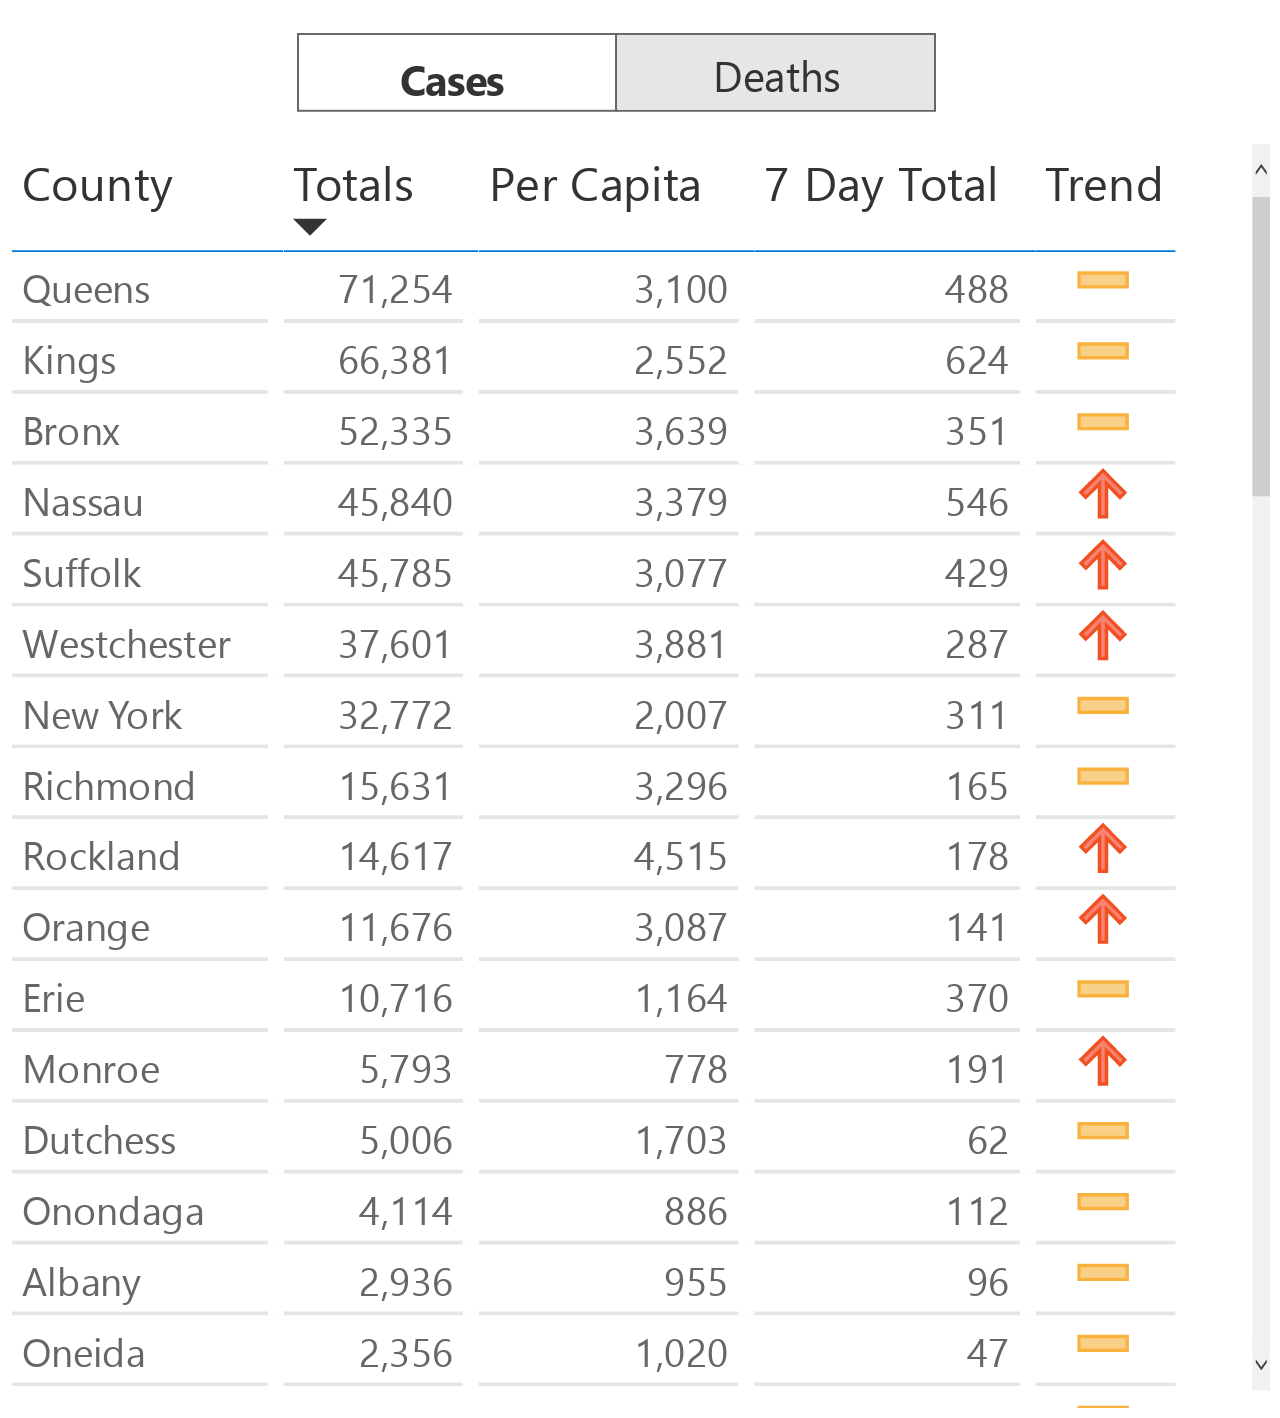 Cases Deaths
County Totals Per Capita 7 Day Total Trend
Queens 71,254 3,100 488
Kings 66,381 2,552 624
Bronx 52,335 3,639 351
Nassau 45,840 3,379 546
Suffolk 45,785 3,077 429
Westchester 37,601 3,881 287
New York 32,772 2,007 311
Richmond 15,631 3,296 165
Rockland 14,617 4,515 178
Orange 11,676 3,087 141
Erie 10,716 1,164 370
Monroe 5,793 778 191
Dutchess 5,006 1,703 62
Onondaga 4,114 886 112
Albany 2,936 955 96
Oneida 2,356 1,020 47